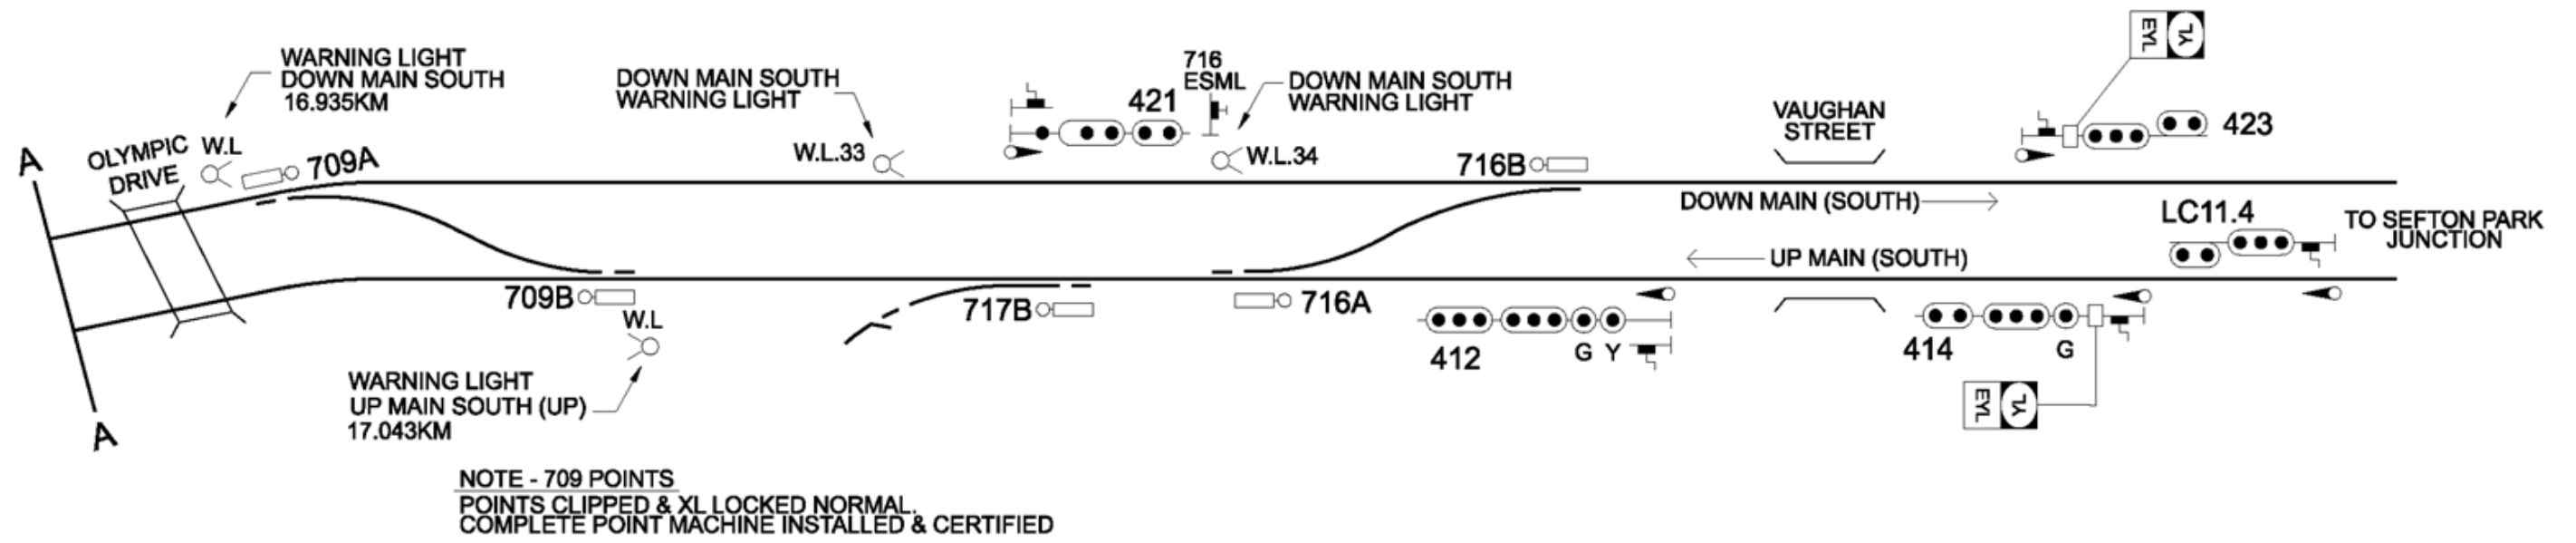 WARNING LIGHT
DOWN MAIN SOUTH
16.935KM
DOWN MAIN SOUTH
WARNING LIGHT
421
716
ESML
DOWN MAIN SOUTH
WARNING LIGHT
VAUGHAN
STREET
EYL
YL
423
A
OLYMPIC
DRIVE
W.L
709A
W.L.33
W.L.34
716B
DOWN MAIN (SOUTH)
LC11.4
TO SEFTON PARK
JUNCTION
UP MAIN (SOUTH)
709B
W.L
717B
716A
412
G Y
414
G
EYL
YL
WARNING LIGHT
UP MAIN SOUTH (UP)
17.043KM
A
NOTE - 709 POINTS
POINTS CLIPPED & XL LOCKED NORMAL.
COMPLETE POINT MACHINE INSTALLED & CERTIFIED